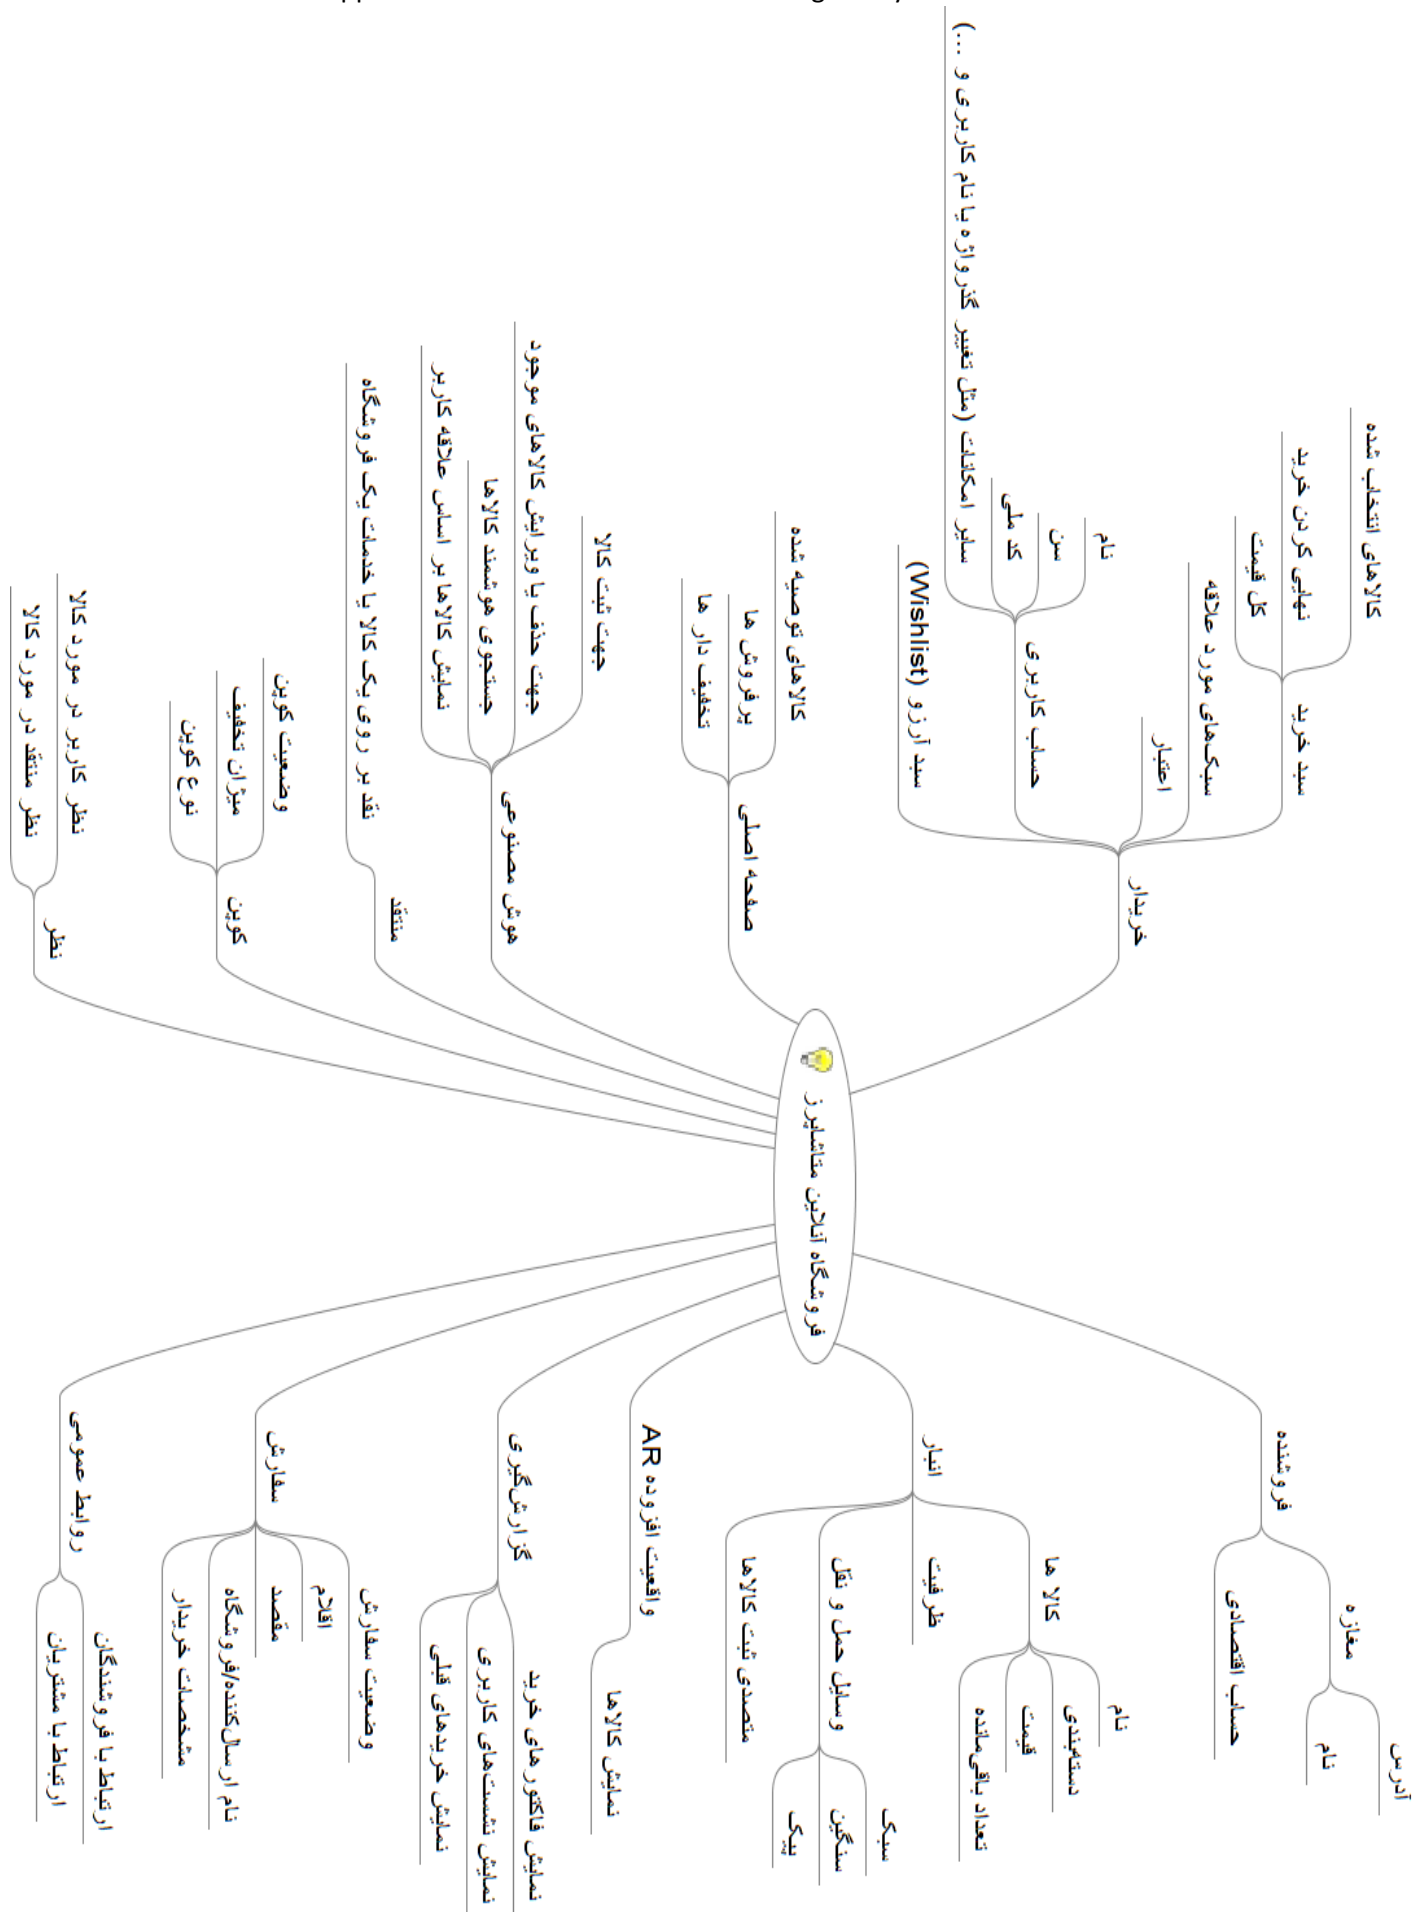 فروشگاه آنلاین متاشاپرز
خریدار
سبد خرید
کالاهای انتخاب شده
نهایی کردن خرید
کل قیمت
سبک‌های مورد علاقه
اعتبار
حساب کاربری
نام
سن
کد ملی
سایر امکانات (مثل تغییر گذرواژه یا نام کاربری و ...)
سبد آرزو (Wishlist)
صفحه اصلی
کالاهای توصیه شده
پرفروش ها
تخفیف دار ها
هوش مصنوعی
جهت ثبت کالا
جهت حذف یا ویرایش کالاهای موجود
جستجوی هوشمند کالاها
نمایش کالاها بر اساس علاقه کاربر
منتقد
نقد بر روی یک کالا یا خدمات یک فروشگاه
کوپن
وضعیت کوپن
میزان تخفیف
نوع کوپن
نظر
نظر کاربر در مورد کالا
نظر منتقد در مورد کالا
فروشنده
مغازه
آدرس
نام
حساب اقتصادی
انبار
کالا ها
نام
دسته‌بندی
قیمت
تعداد باقی‌مانده
ظرفیت
وسایل حمل و نقل
سبک
سنگین
پیک
متصدی ثبت کالاها
واقعیت افزوده AR
نمایش کالاها
گزارش‌گیری
نمایش فاکتورهای خرید
نمایش نشست‌های کاربری
نمایش خریدهای قبلی
سفارش
وضعیت سفارش
اقلام
مقصد
نام ارسال‌کننده/فروشگاه
مشخصات خریدار
روابط عمومی
ارتباط با فروشندگان
ارتباط با مشتریان